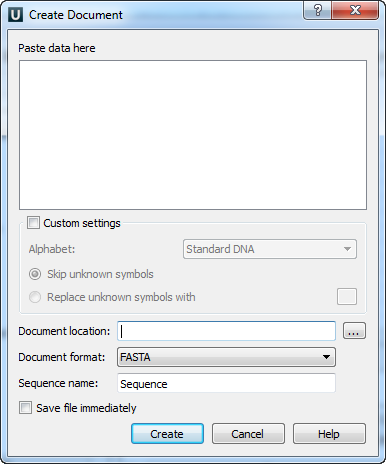 U Create Document ?
Paste data here
Custom settings
Alphabet: Standard DNA
Skip unknown symbols
Replace unknown symbols with
Document location: ...
Document format: FASTA
Sequence name: Sequence
Save file immediately
Create Cancel Help